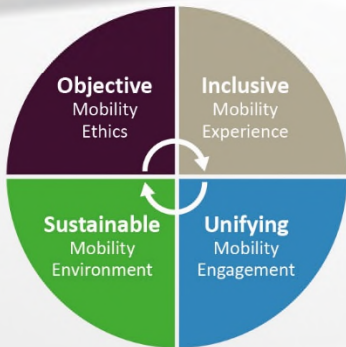 Objective
Mobility
Ethics
Inclusive
Mobility
Experience
Sustainable
Mobility
Environment
Unifying
Mobility
Engagement